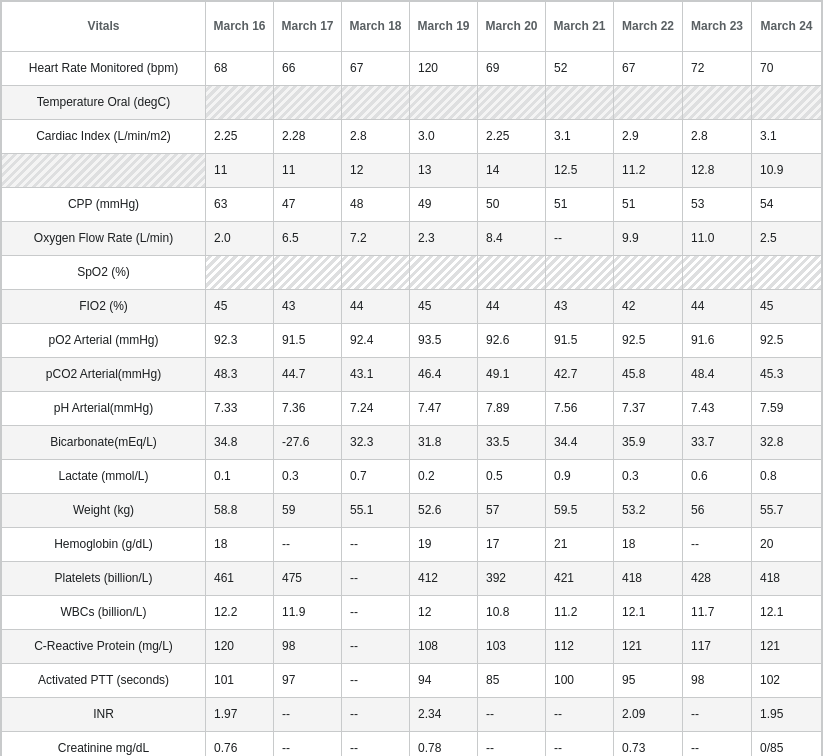 Vitals March 16 March 17 March 18 March 19 March 20 March 21 March 22 March 23 March 24
Heart Rate Monitored (bpm) 68 66 67 120 69 52 67 72 70
Temperature Oral (degC)
Cardiac Index (L/min/m2) 2.25 2.28 2.8 3.0 2.25 3.1 2.9 2.8 3.1
11 11 12 13 14 12.5 11.2 12.8 10.9
CPP (mmHg) 63 47 48 49 50 51 51 53 54
Oxygen Flow Rate (L/min) 2.0 6.5 7.2 2.3 8.4 -- 9.9 11.0 2.5
SpO2 (%)
FIO2 (%) 45 43 44 45 44 43 42 44 45
pO2 Arterial (mmHg) 92.3 91.5 92.4 93.5 92.6 91.5 92.5 91.6 92.5
pCO2 Arterial(mmHg) 48.3 44.7 43.1 46.4 49.1 42.7 45.8 48.4 45.3
pH Arterial(mmHg) 7.33 7.36 7.24 7.47 7.89 7.56 7.37 7.43 7.59
Bicarbonate(mEq/L) 34.8 -27.6 32.3 31.8 33.5 34.4 35.9 33.7 32.8
Lactate (mmol/L) 0.1 0.3 0.7 0.2 0.5 0.9 0.3 0.6 0.8
Weight (kg) 58.8 59 55.1 52.6 57 59.5 53.2 56 55.7
Hemoglobin (g/dL) 18 -- -- 19 17 21 18 -- 20
Platelets (billion/L) 461 475 -- 412 392 421 418 428 418
WBCs (billion/L) 12.2 11.9 -- 12 10.8 11.2 12.1 11.7 12.1
C-Reactive Protein (mg/L) 120 98 -- 108 103 112 121 117 121
Activated PTT (seconds) 101 97 -- 94 85 100 95 98 102
INR 1.97 -- -- 2.34 -- -- 2.09 -- 1.95
Creatinine mg/dL 0.76 -- -- 0.78 -- -- 0.73 -- 0/85